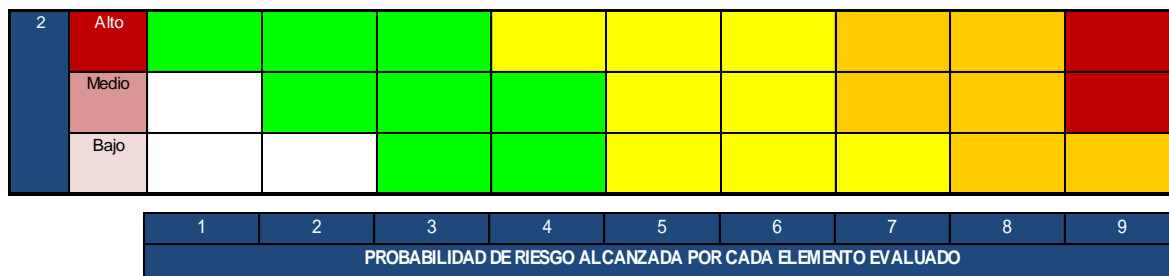 2 Alto
Medio
Bajo
1 2 3 4 5 6 7 8 9
PROBABILIDAD DE RIESGO ALCANZADA POR CADA ELEMENTO EVALUADO